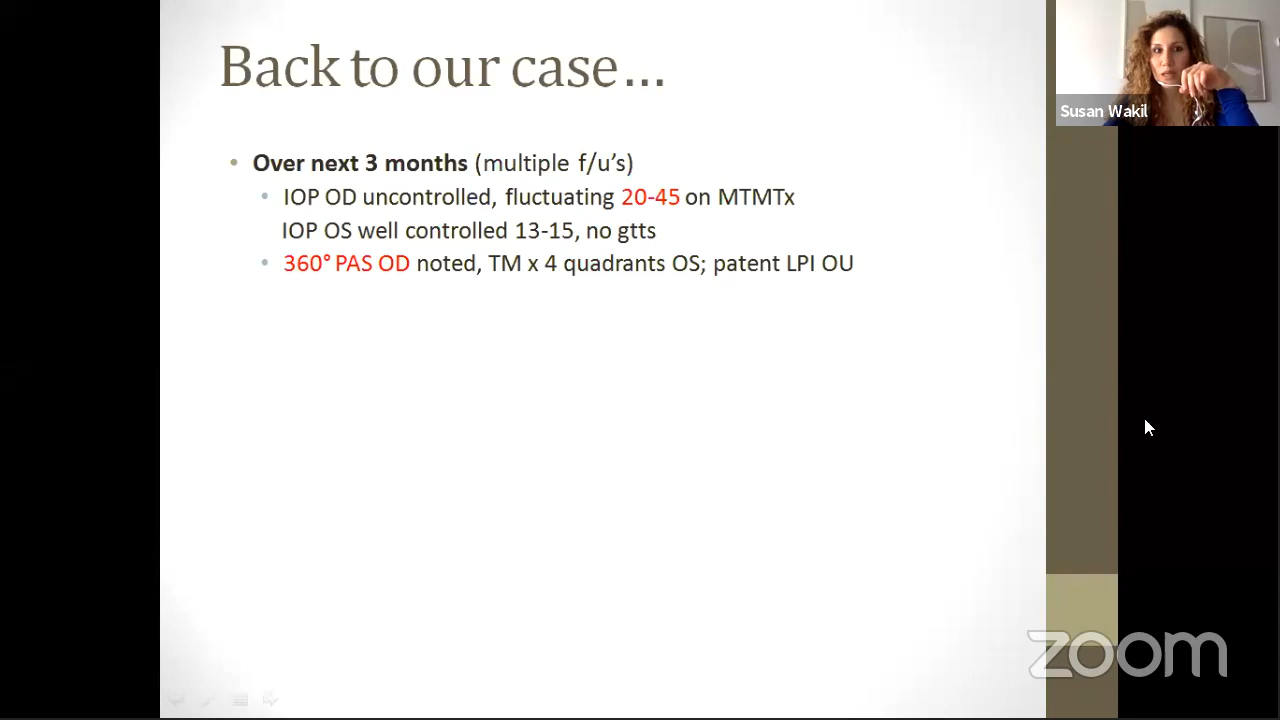 Back to our case…
Susan Wakil
• Over next 3 months (multiple f/u’s)
• IOP OD uncontrolled, fluctuating 20-45 on MTMTx
IOP OS well controlled 13-15, no gtts
• 360° PAS OD noted, TM x 4 quadrants OS; patent LPI OU
zoom